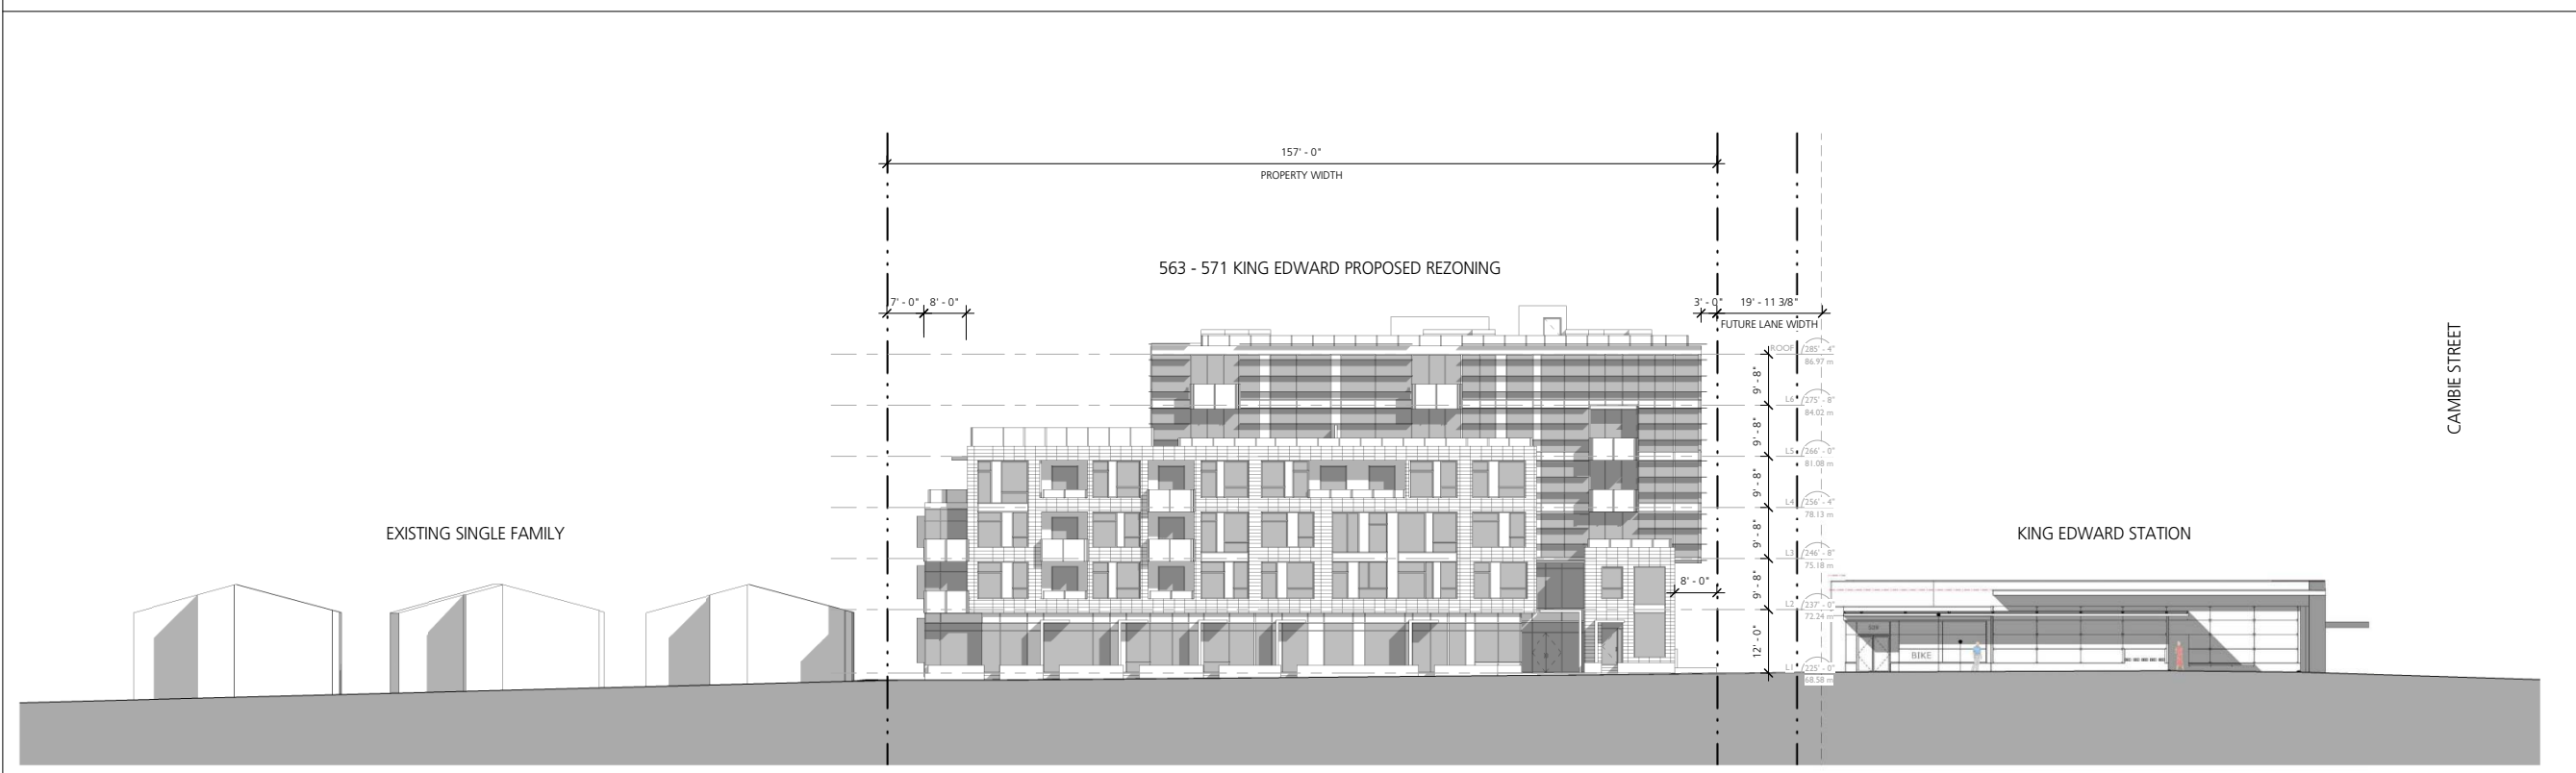 157' - 0"
PROPERTY WIDTH
563 - 571 KING EDWARD PROPOSED REZONING
7' - 0" 8' - 0"
3' - 0" 19' - 11 3/8"
FUTURE LANE WIDTH
CAMBIE STREET
ROOF 285' - 4"
86.97 m
9' - 8"
L6 275' - 8"
84.02 m
9' - 8"
L5 266' - 0"
81.08 m
9' - 8"
L4 256' - 4"
78.13 m
9' - 8"
L3 246' - 8"
75.18 m
9' - 8"
L2 237' - 0"
72.24 m
12' - 0"
L1 225' - 0"
68.58 m
8' - 0"
EXISTING SINGLE FAMILY
KING EDWARD STATION
BIKE